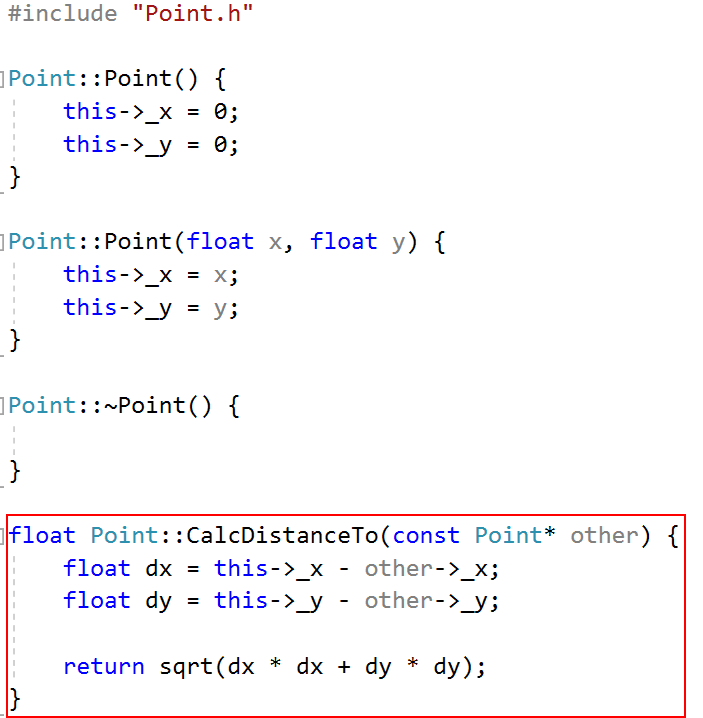 #include "Point.h"
Point::Point() {
this->_x = 0;
this->_y = 0;
}
Point::Point(float x, float y) {
this->_x = x;
this->_y = y;
}
Point::~Point() {
}
float Point::CalcDistanceTo(const Point* other) {
float dx = this->_x - other->_x;
float dy = this->_y - other->_y;
return sqrt(dx * dx + dy * dy);
}